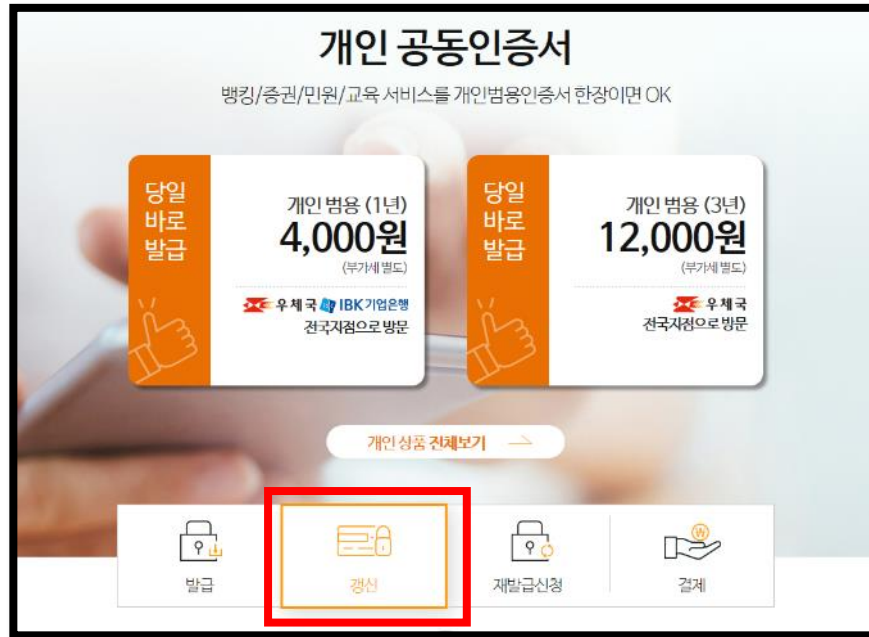 개인 공동인증서
뱅킹/증권/민원/교육 서비스를 개인범용인증서 한장이면 OK
당일
바로
발급
개인 범용 (1년)
4,000원
(부가세 별도)
우체국 IBK기업은행
전국지점으로 방문
당일
바로
발급
개인 범용 (3년)
12,000원
(부가세 별도)
우체국
전국지점으로 방문
개인 상품 전체보기
발급
갱신
재발급신청
결제